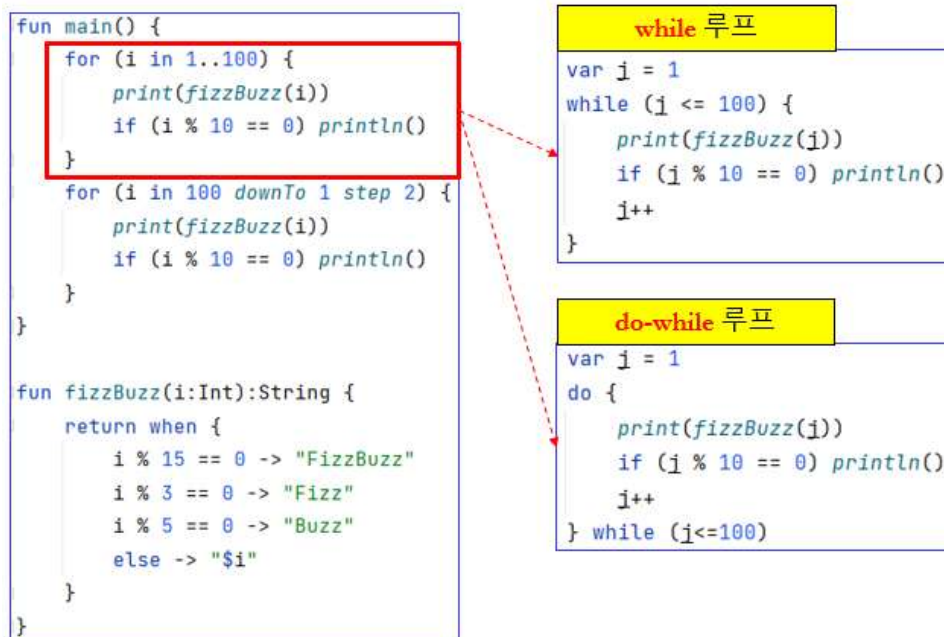 fun main() {
    for (i in 1..100) {
        print(fizzBuzz(i))
        if (i % 10 == 0) println()
    }
    for (i in 100 downTo 1 step 2) {
        print(fizzBuzz(i))
        if (i % 10 == 0) println()
    }
}
fun fizzBuzz(i:Int):String {
    return when {
        i % 15 == 0 -> "FizzBuzz"
        i % 3 == 0 -> "Fizz"
        i % 5 == 0 -> "Buzz"
        else -> "$i"
    }
}
while 루프
var j = 1
while (j <= 100) {
    print(fizzBuzz(j))
    if (j % 10 == 0) println()
    j++
}
do-while 루프
var j = 1
do {
    print(fizzBuzz(j))
    if (j % 10 == 0) println()
    j++
} while (j<=100)